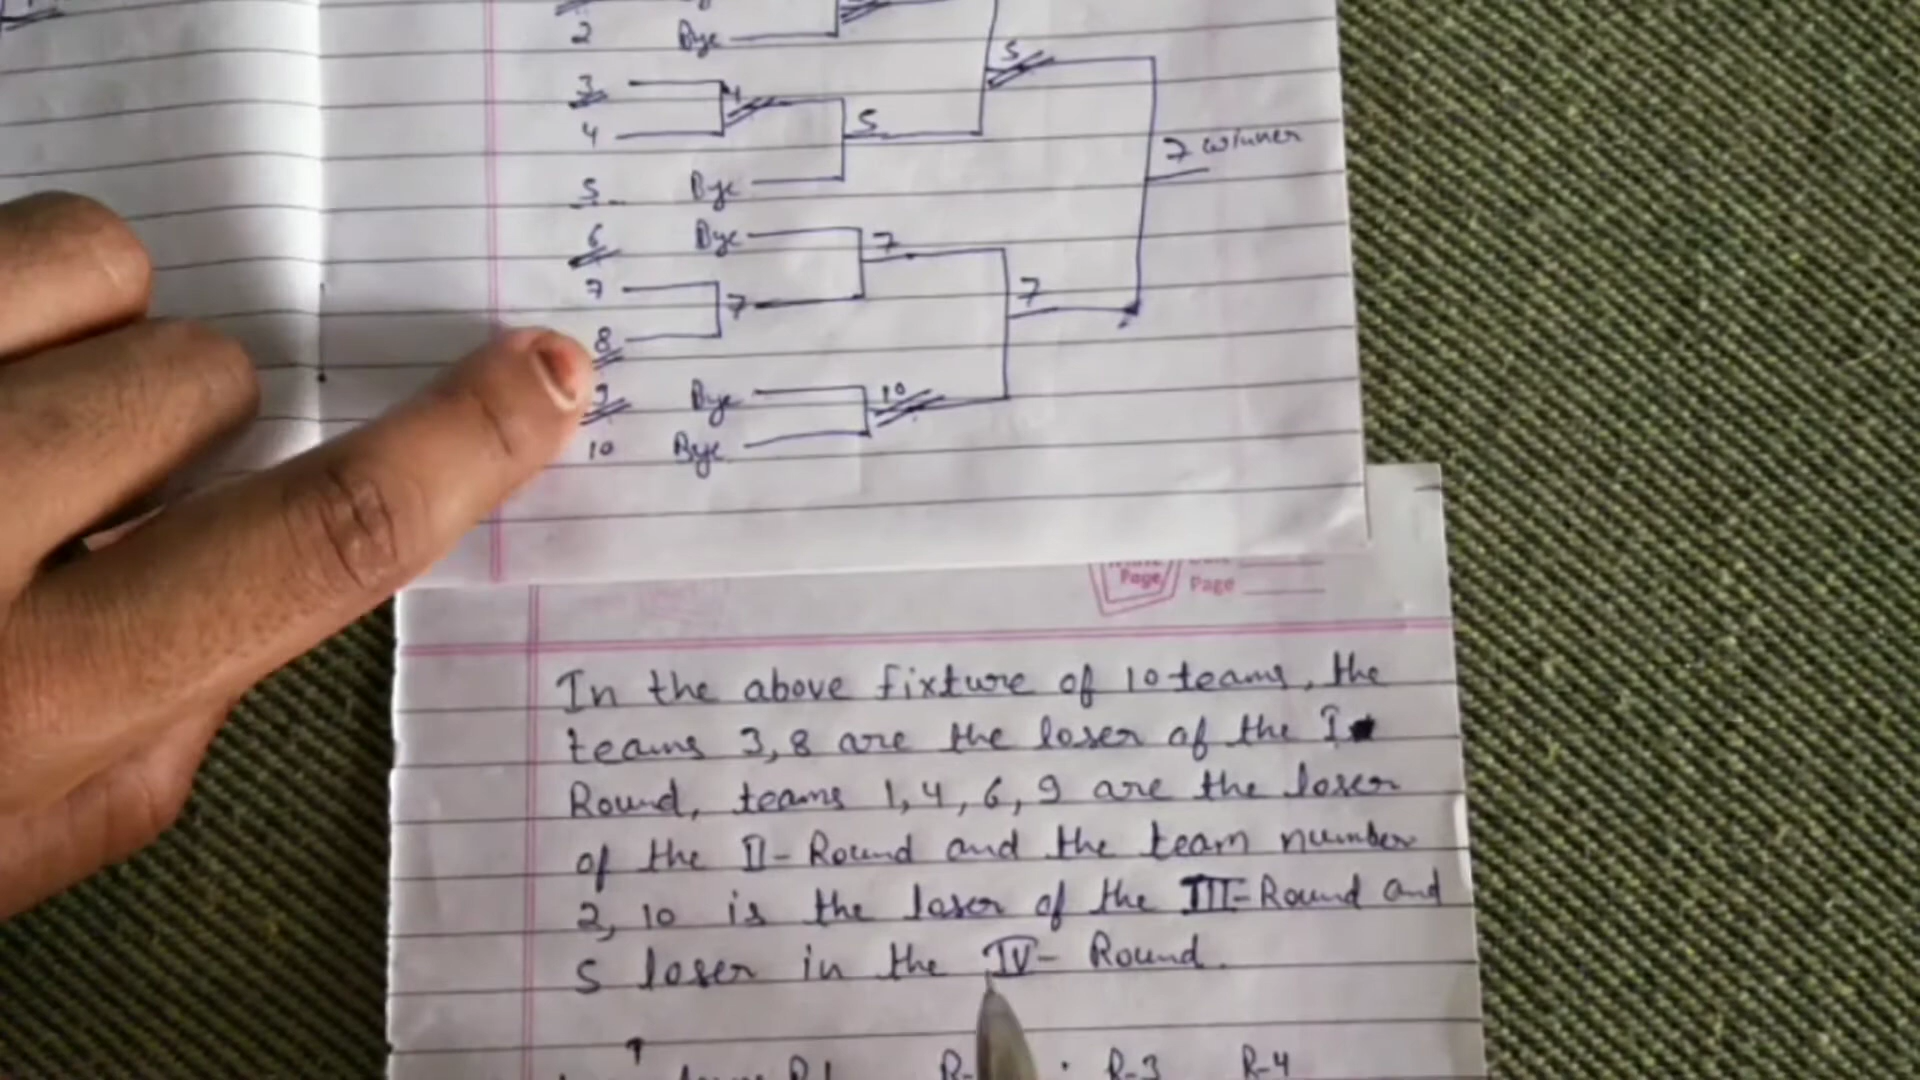 2 Bye
3
4 5
5 Bye
5
7 winner
6 Bye 7
7 7 7
8
9 Bye 10
10 Bye
Page
Page
In the above fixture of 10 teams, the
teams 3, 8 are the loser of the I
Round, teams 1, 4, 6, 9 are the loser
of the II - Round and the team number
2, 10 is the loser of the III - Round and
5 loser in the IV - Round.
R-3 R-4